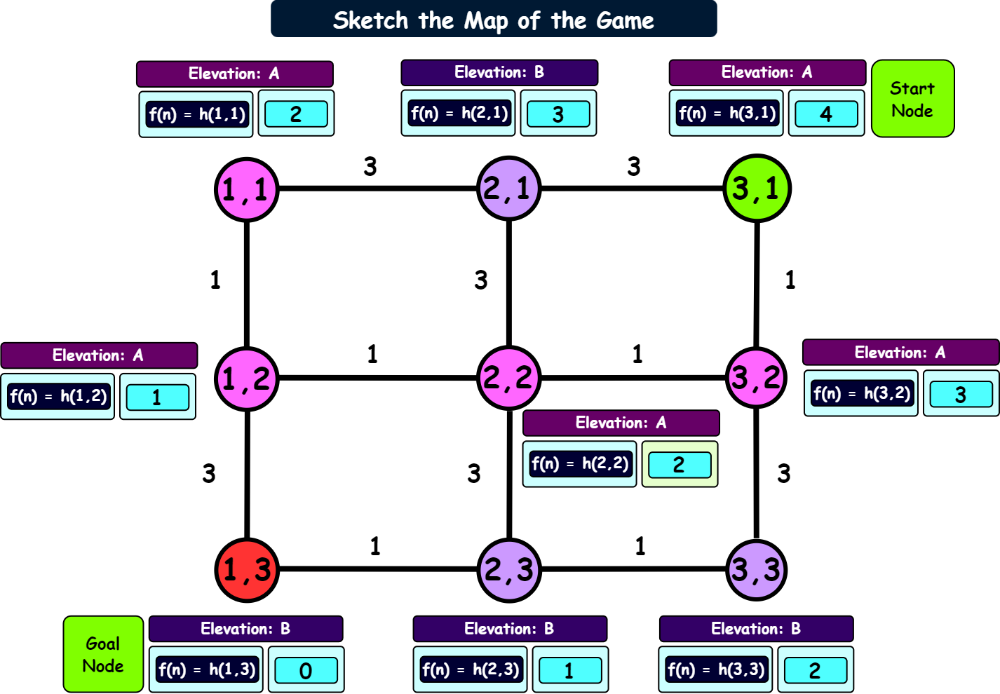 Sketch the Map of the Game
Elevation: A
f(n) = h(1,1)
2
Elevation: B
f(n) = h(2,1)
3
Elevation: A
f(n) = h(3,1)
4
Start
Node
3
3
1,1
2,1
3,1
1
3
1
Elevation: A
f(n) = h(1,2)
1
1
1
1,2
2,2
3,2
Elevation: A
f(n) = h(3,2)
3
Elevation: A
f(n) = h(2,2)
2
3
3
3
1
1
1,3
2,3
3,3
Goal
Node
Elevation: B
f(n) = h(1,3)
0
Elevation: B
f(n) = h(2,3)
1
Elevation: B
f(n) = h(3,3)
2